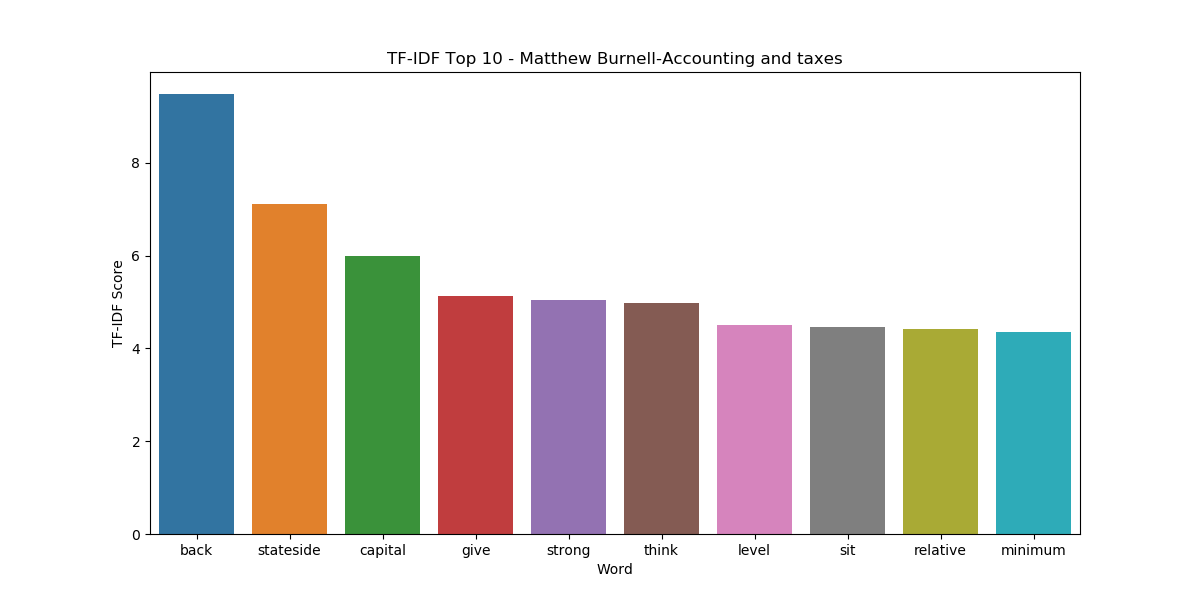 TF-IDF Top 10 - Matthew Burnell-Accounting and taxes
TF-IDF Score
8
6
4
2
0
back stateside capital give strong think level sit relative minimum
Word